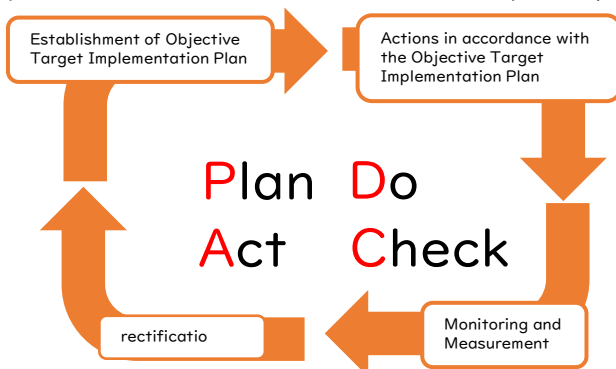 Establishment of Objective
Target Implementation Plan
Actions in accordance with
the Objective Target
Implementation Plan
Plan Do
Act Check
rectificatio
Monitoring and
Measurement